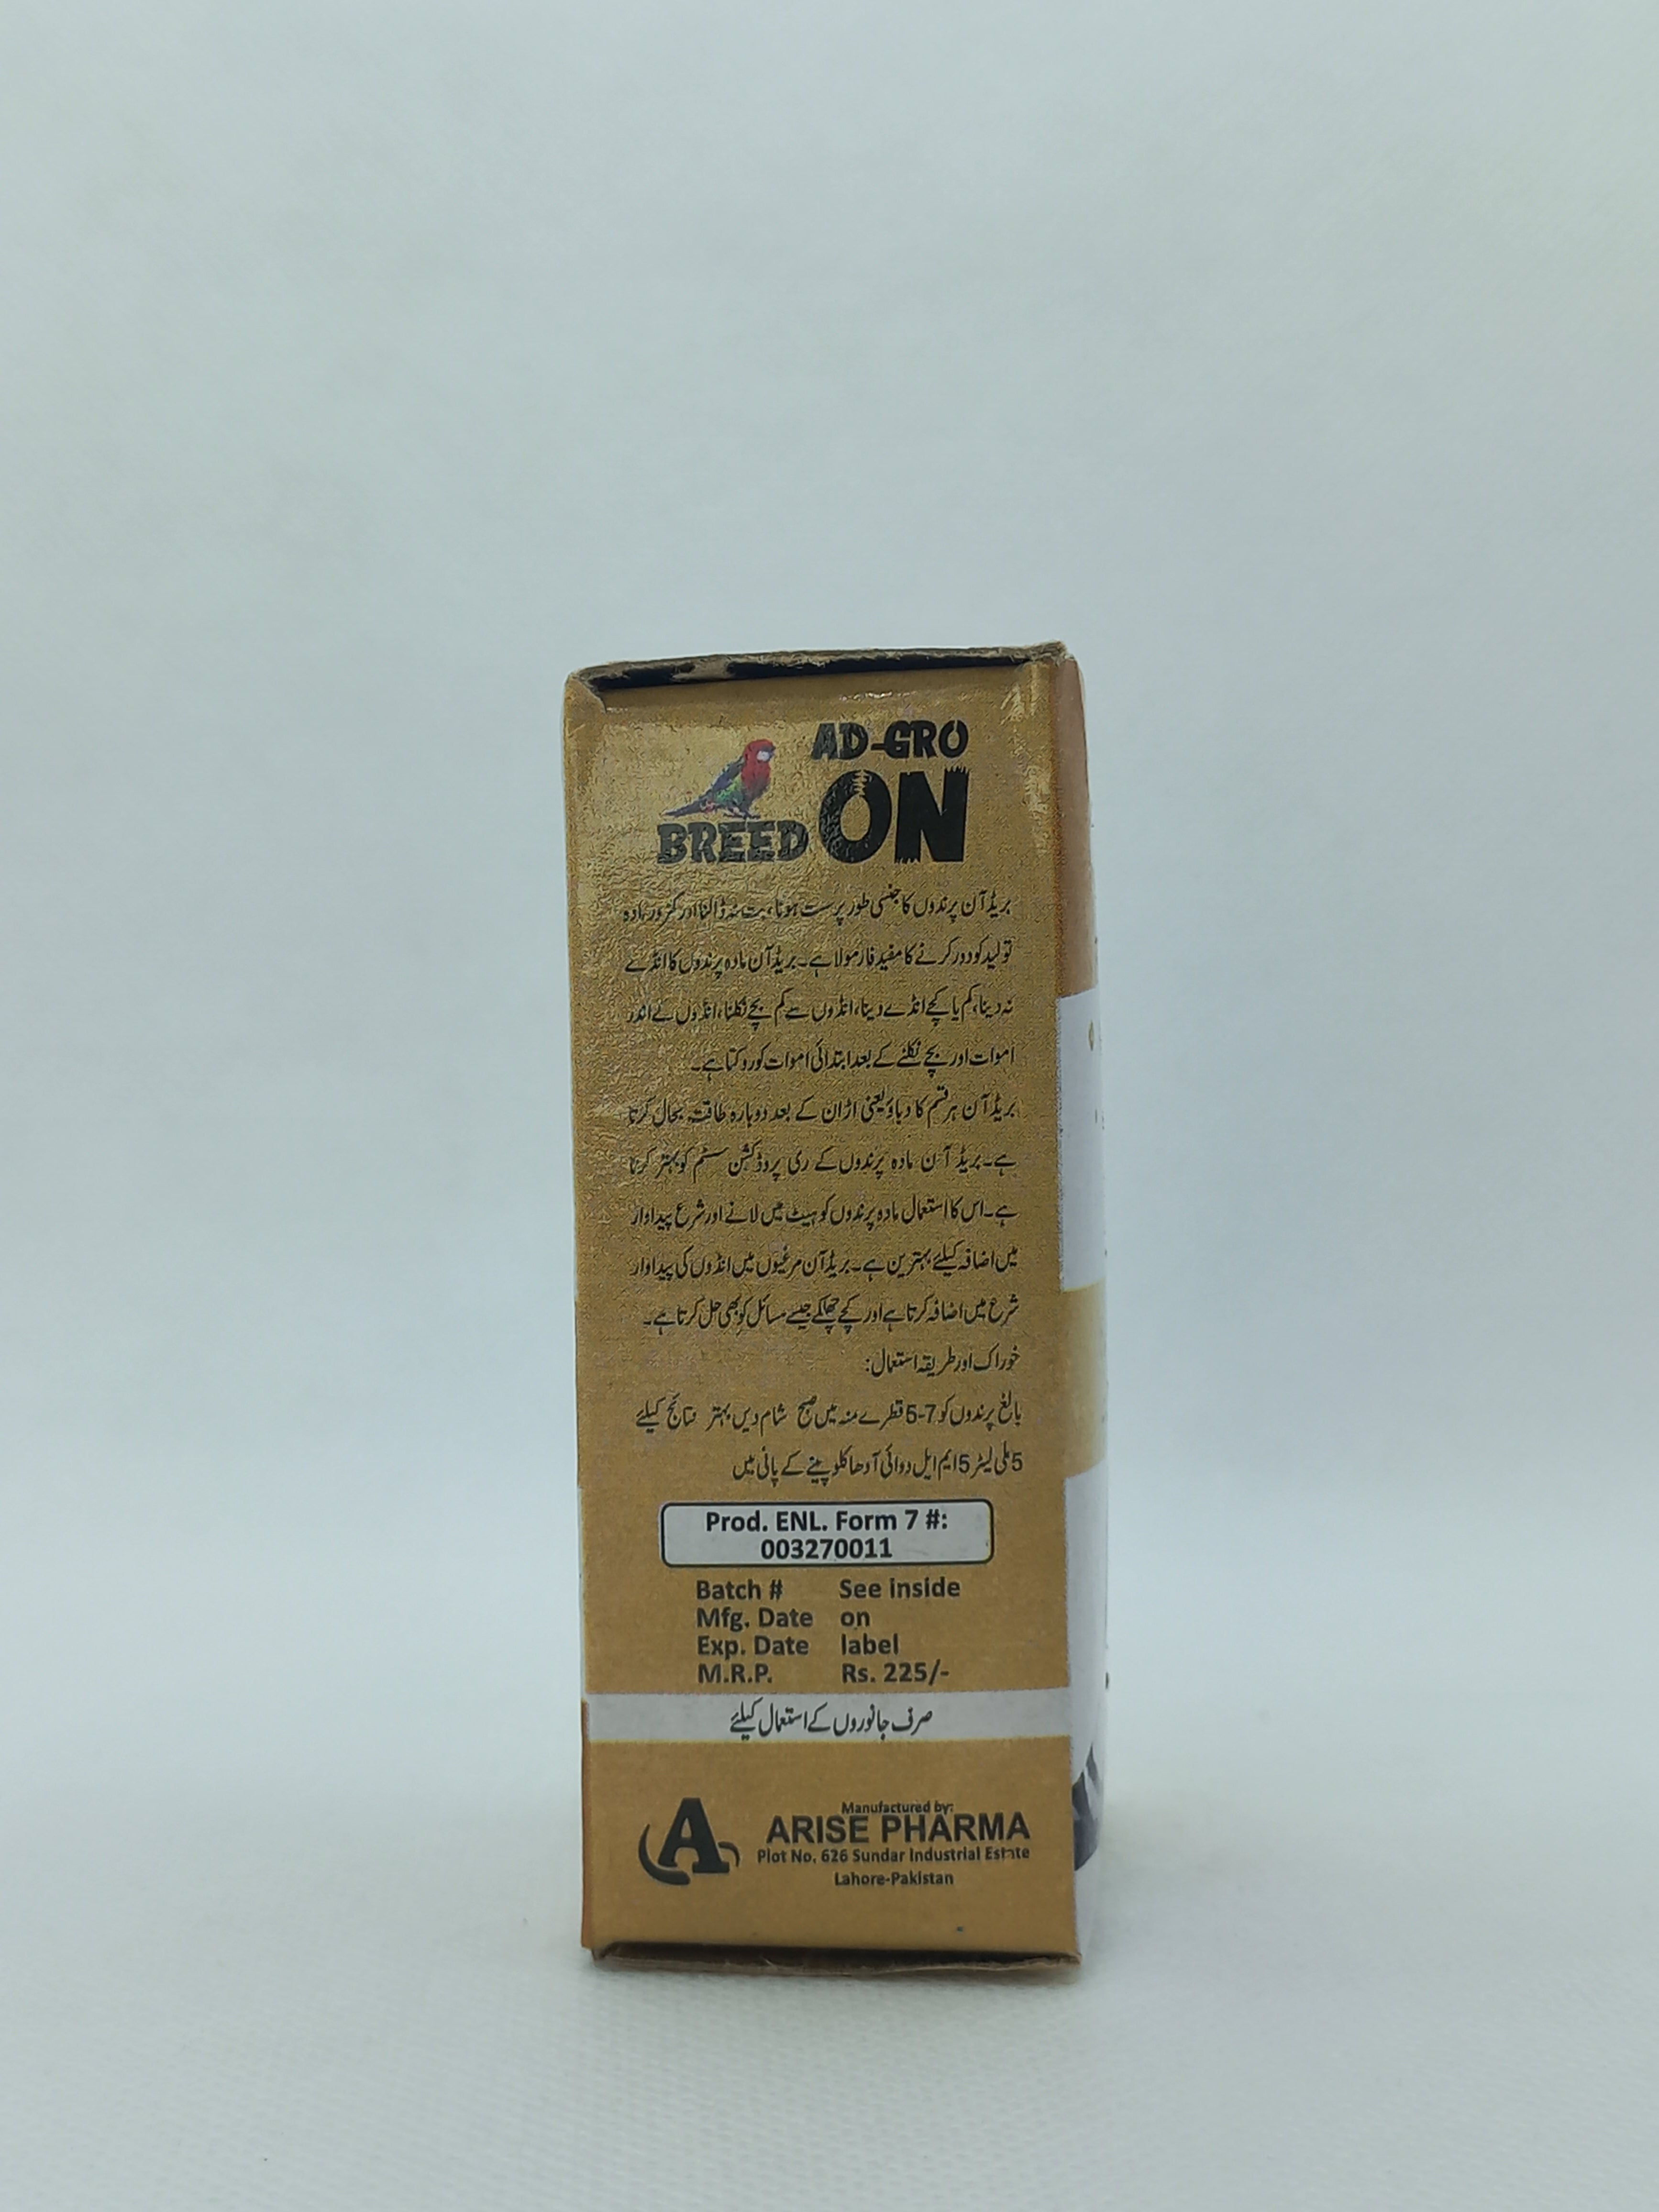 AD-GRO
BREED ON
بریڈ آن پرندوں کا جنسی طور پر سست ہونا، بت نہ ڈالنا اور کمزور مادہ
تولید کو دور کرنے کا مفید فارمولا ہے۔ بریڈ آن مادہ پرندوں کا انڈے
نہ دینا، کم یا کچے انڈے دینا، انڈوں سے کم بچے نکلنا، انڈوں کے اندر
اموات اور بچے نکلنے کے بعد ابتدائی اموات کو روکتا ہے۔
بریڈ آن ہر قسم کا دباؤ یعنی اڑان کے بعد دوبارہ طاقت بحال کرتا
ہے۔ بریڈ آن مادہ پرندوں کے ری پروڈکشن سسٹم کو بہتر کرتا
ہے۔ اس کا استعمال مادہ پرندوں کو ہیٹ میں لانے اور شرع پیداوار
میں اضافہ کیلئے بہترین ہے۔ بریڈ آن مرغیوں میں انڈوں کی پیداوار
شرع میں اضافہ کرتا ہے اور کچے چھلکے جیسے مسائل کو بھی حل کرتا ہے۔
خوراک اور طریقہ استعمال:
بالغ پرندوں کو 7-5 قطرے منہ میں صبح شام دیں بہتر نتائج کیلئے
5 ملی لیٹر 5 ایم ایل دوائی آدھا کلو پینے کے پانی میں
Prod. ENL. Form 7 #:
003270011
Batch # See inside
Mfg. Date on
Exp. Date label
M.R.P. Rs. 225/-
صرف جانوروں کے استعمال کیلئے
Manufactured by:
ARISE PHARMA
Plot No. 626 Sundar Industrial Estate
Lahore-Pakistan